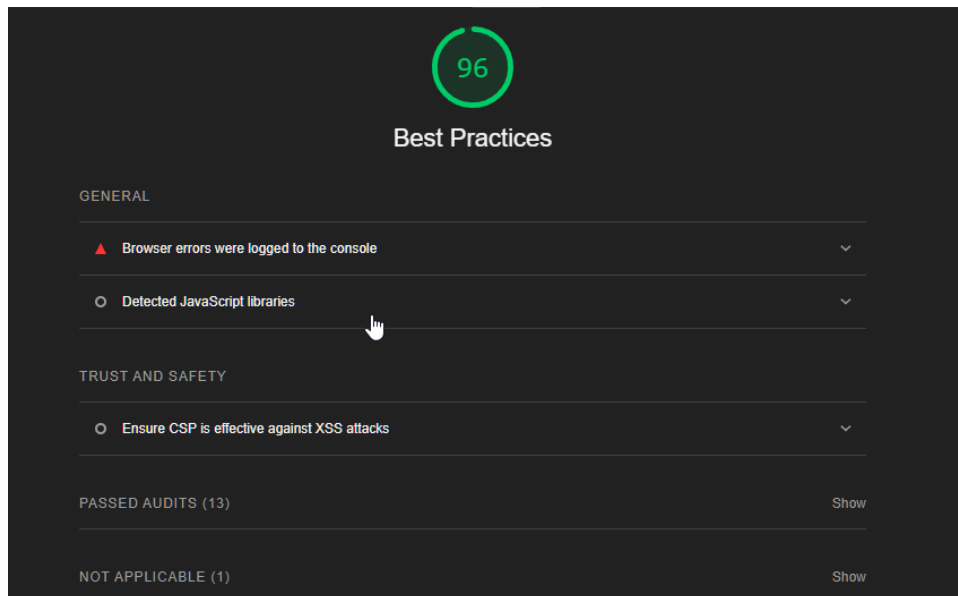 96
Best Practices
GENERAL
Browser errors were logged to the console
Detected JavaScript libraries
TRUST AND SAFETY
Ensure CSP is effective against XSS attacks
PASSED AUDITS (13) Show
NOT APPLICABLE (1) Show